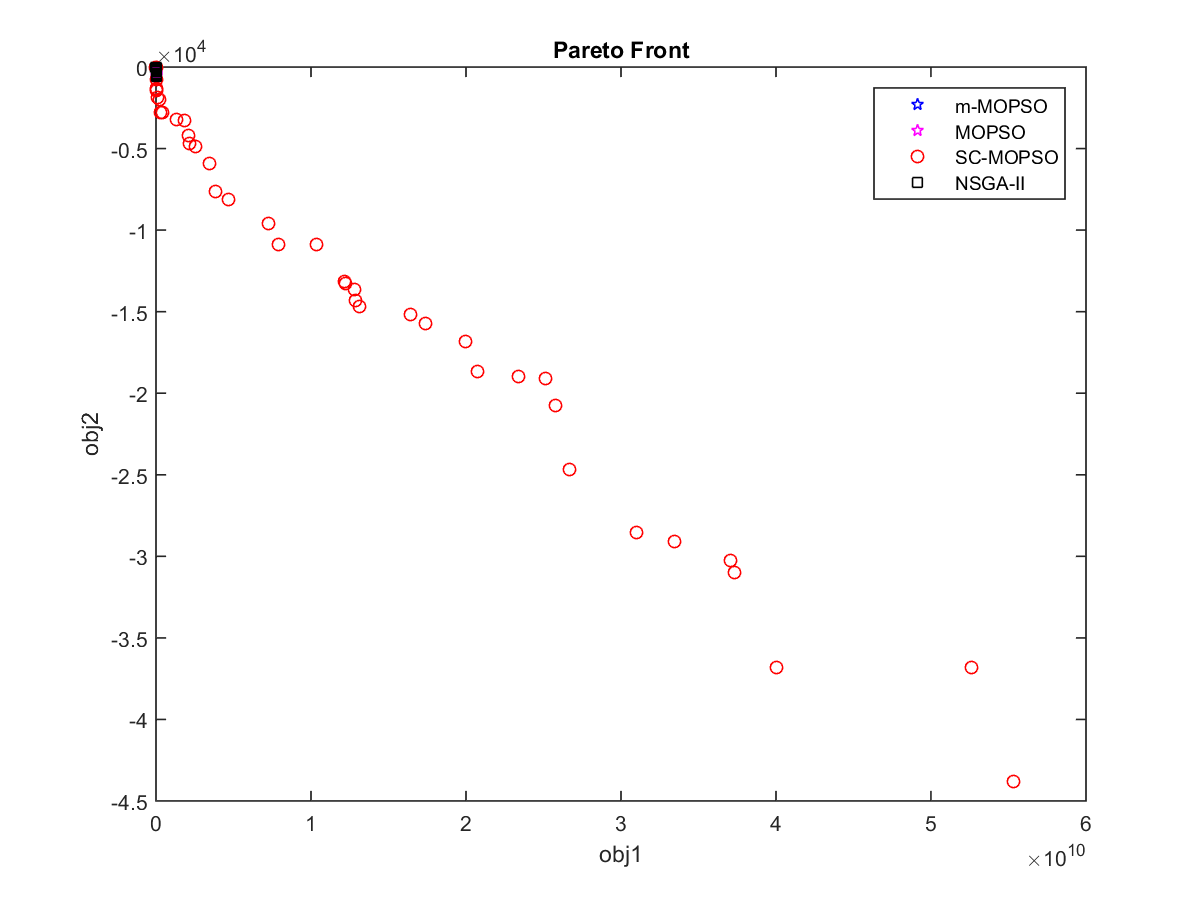 Pareto Front
×10^4
0
-0.5
-1
-1.5
-2
-2.5
-3
-3.5
-4
-4.5
obj2
m-MOPSO
MOPSO
SC-MOPSO
NSGA-II
0 1 2 3 4 5 6
obj1
×10^10